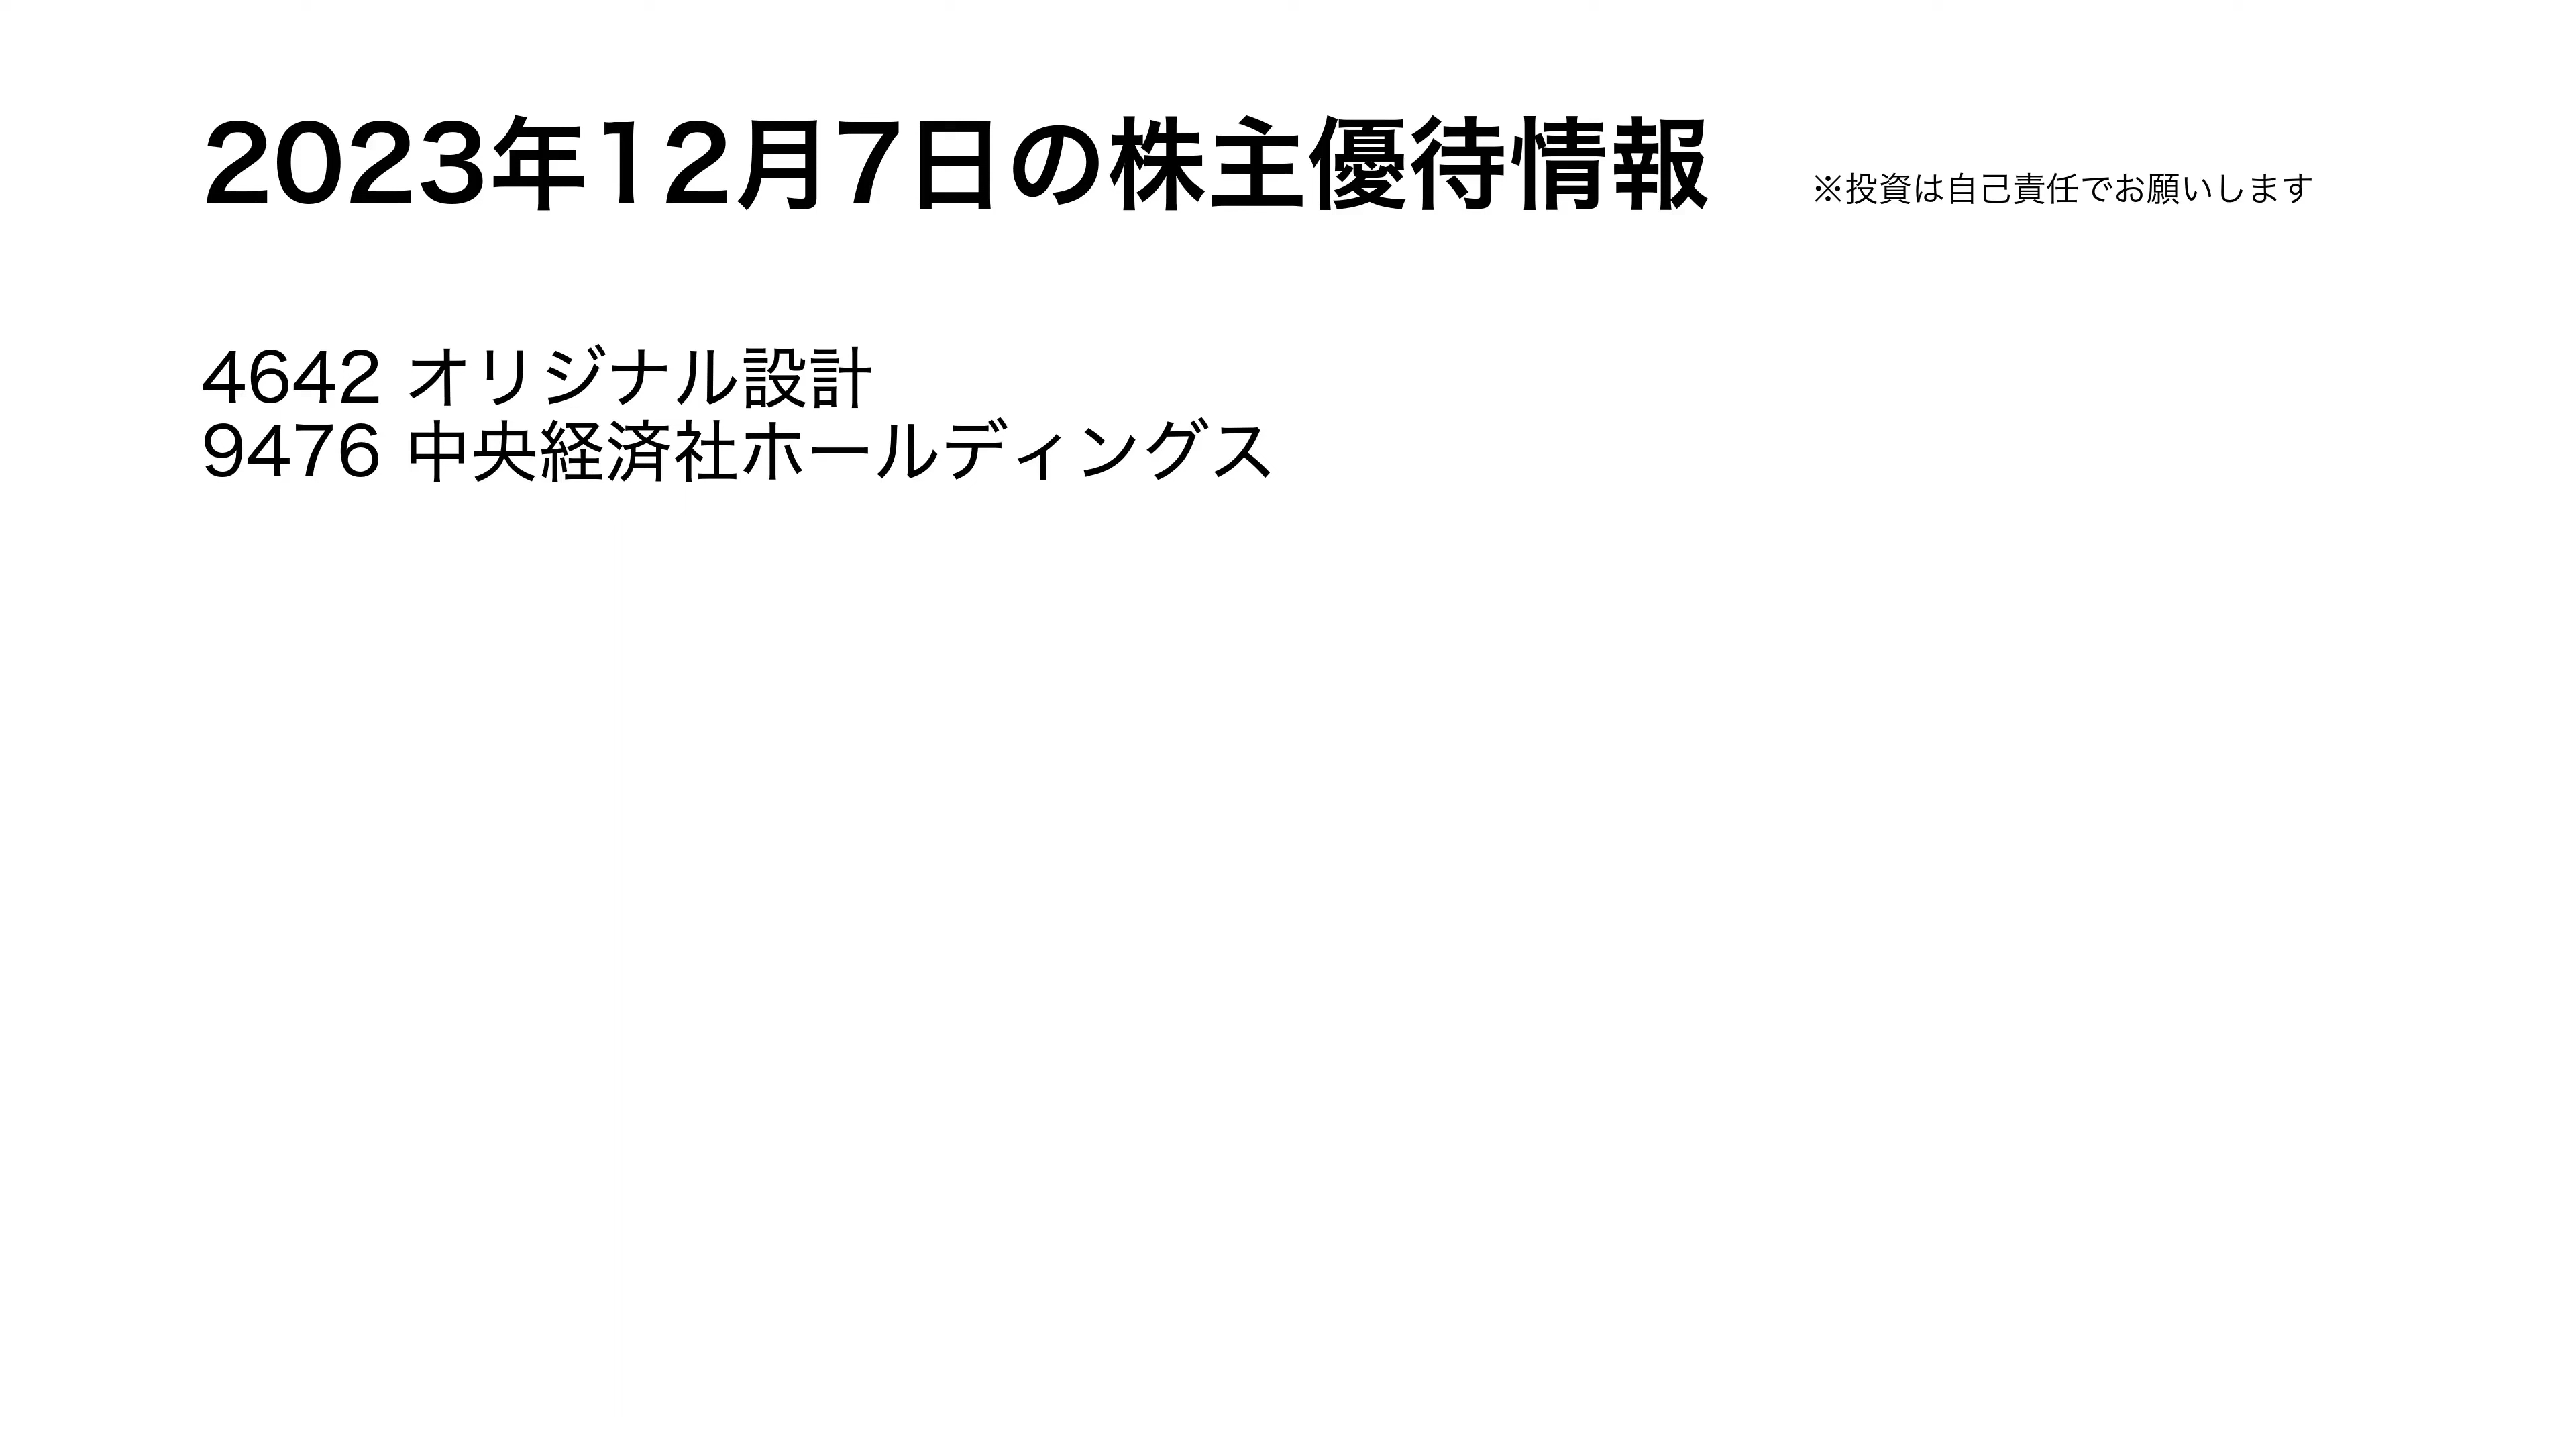 2023年12月7日の株主優待情報 ※投資は自己責任でお願いします
4642 オリジナル設計
9476 中央経済社ホールディングス